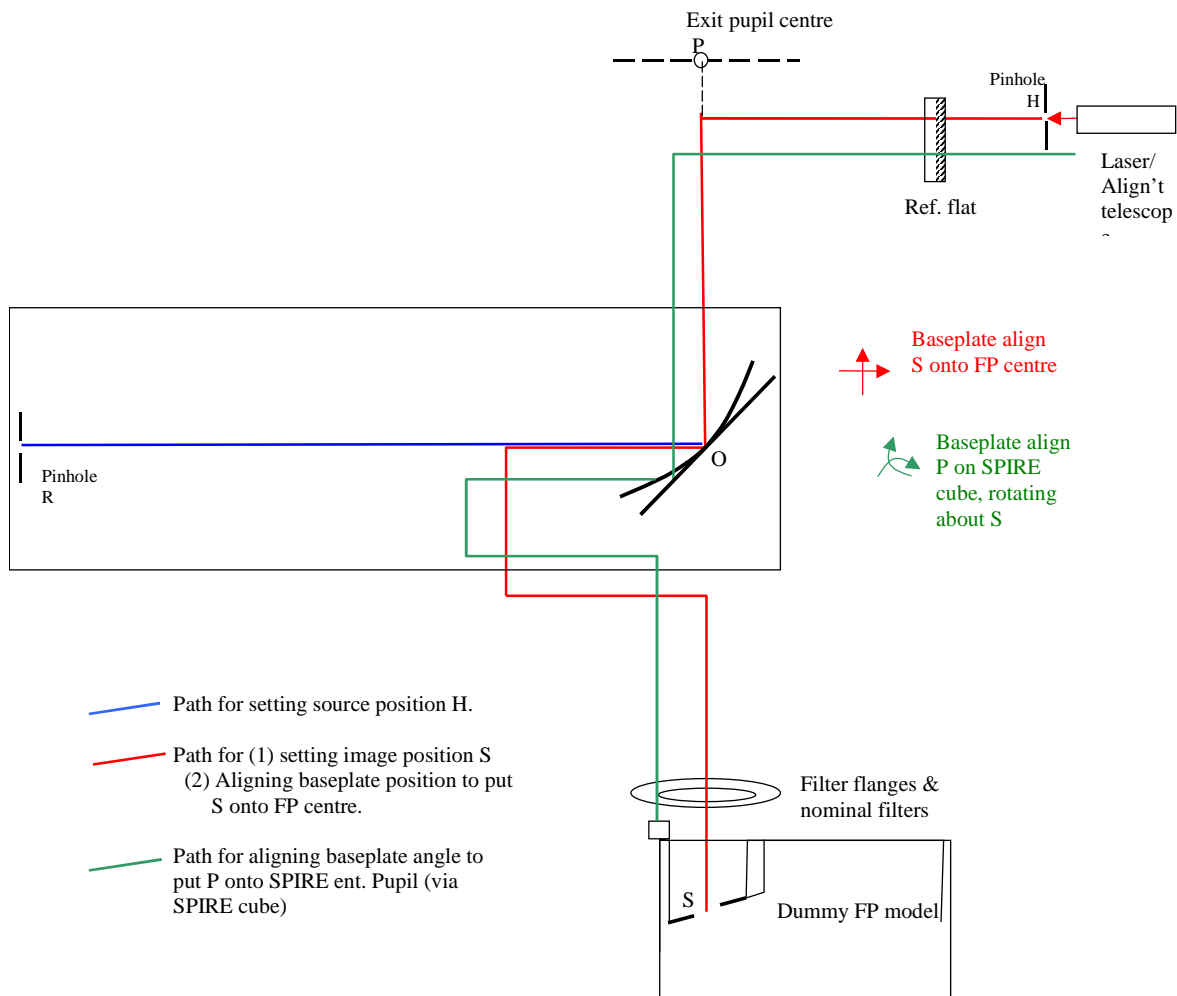 Exit pupil centre
P
Pinhole
H
Laser/
Align't
telescop
Ref. flat
Baseplate align
S onto FP centre
O
Baseplate align
P on SPIRE
cube, rotating
about S
Pinhole
R
Path for setting source position H.
Path for (1) setting image position S
(2) Aligning baseplate position to put
S onto FP centre.
Filter flanges &
nominal filters
Path for aligning baseplate angle to
put P onto SPIRE ent. Pupil (via
SPIRE cube)
S
Dummy FP model